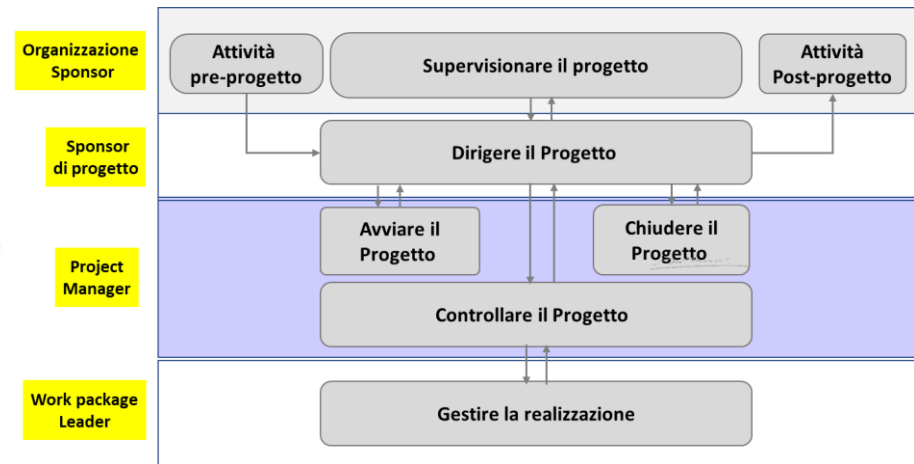 Organizzazione
Sponsor
Attività
pre-progetto
Supervisionare il progetto
Attività
Post-progetto
Sponsor
di progetto
Dirigere il Progetto
Project
Manager
Avviare il
Progetto
Chiudere il
Progetto
Controllare il Progetto
Work package
Leader
Gestire la realizzazione